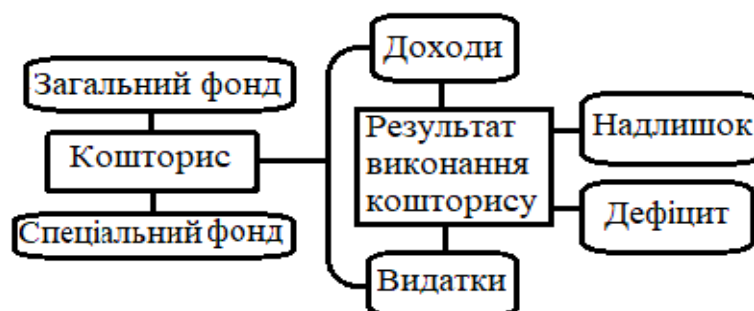 Загальний фонд
Кошторис
Спеціальний фонд
Доходи
Результат
виконання
кошторису
Видатки
Надлишок
Дефіцит